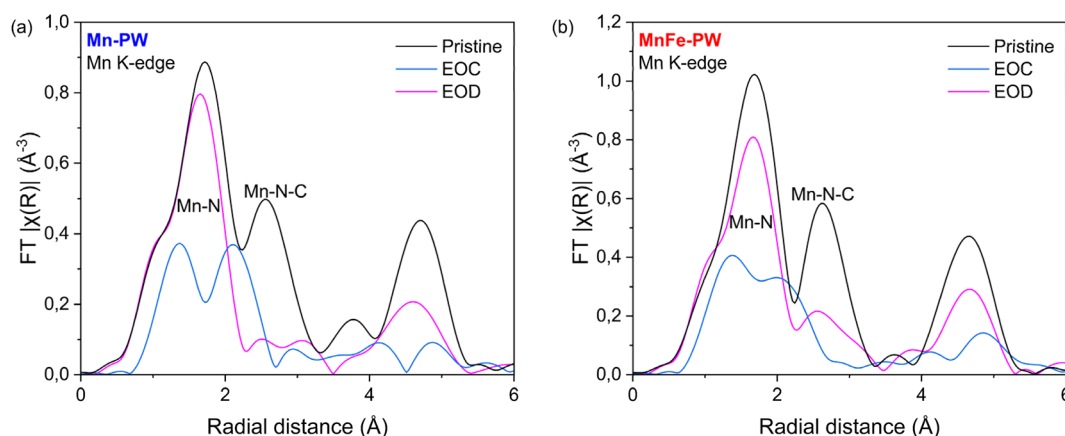 (a)
1,0
Mn-PW
Mn K-edge
Pristine
EOC
EOD
0,8
0,6
Mn-N-C
Mn-N
0,4
0,2
0,0
0
2
4
6
FT |χ(R)| (Å⁻³)
Radial distance (Å)
(b)
1,2
MnFe-PW
Mn K-edge
Pristine
EOC
EOD
1,0
0,8
0,6
Mn-N-C
Mn-N
0,4
0,2
1,0
0
2
4
6
FT |χ(R)| (Å⁻³)
Radial distance (Å)